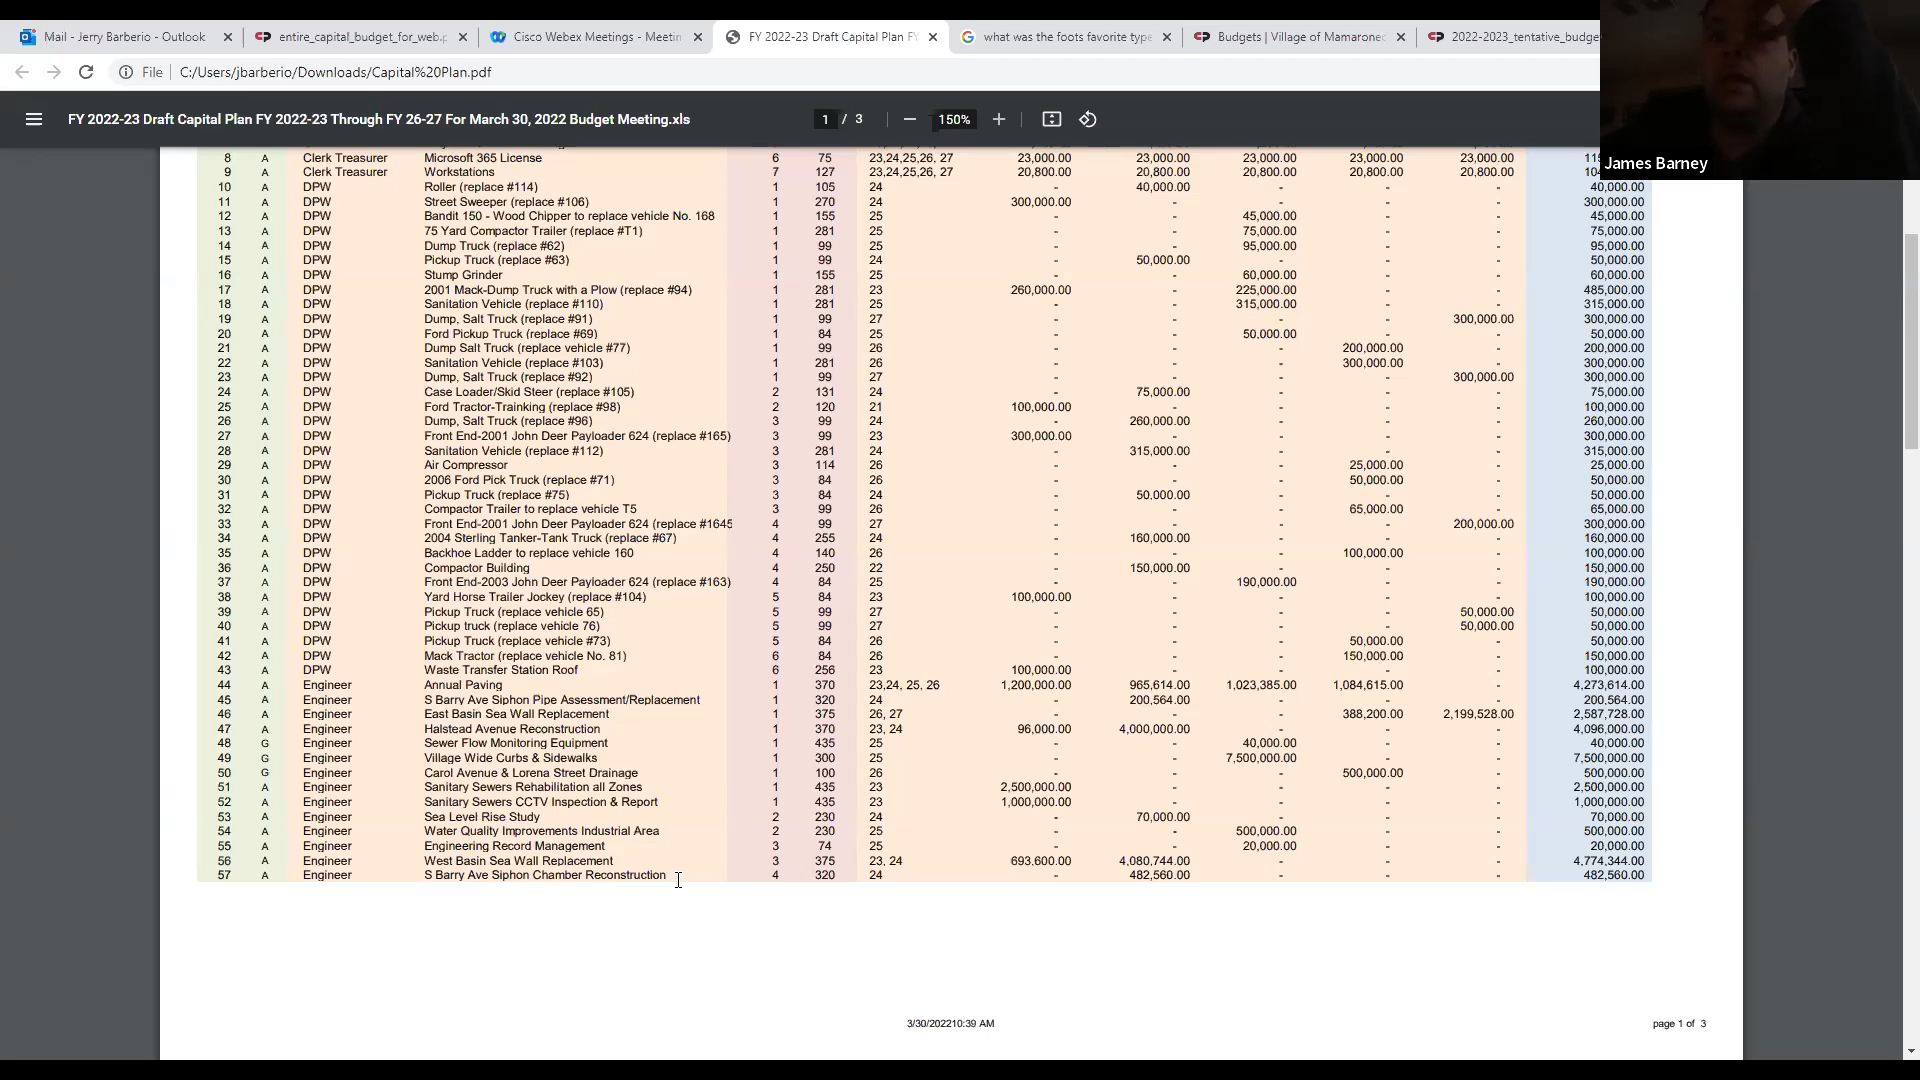 Mail - Jerry Barberio - Outlook
entire_capital_budget_for_web.p
Cisco Webex Meetings - Meetin
FY 2022-23 Draft Capital Plan FY
what was the foots favorite type
Budgets | Village of Mamaronec
2022-2023_tentative_budget
File C:/Users/jbarberio/Downloads/Capital%20Plan.pdf
James Barney
FY 2022-23 Draft Capital Plan FY 2022-23 Through FY 26-27 For March 30, 2022 Budget Meeting.xls 1 / 3 150%
8 A Clerk Treasurer Microsoft 365 License 6 75 23,24,25,26, 27 23,000.00 23,000.00 23,000.00 23,000.00 23,000.00
9 A Clerk Treasurer Workstations 7 127 23,24,25,26, 27 20,800.00 20,800.00 20,800.00 20,800.00 20,800.00
10 A DPW Roller (replace #114) 1 105 24 - 40,000.00 - - - 40,000.00
11 A DPW Street Sweeper (replace #106) 1 270 24 300,000.00 - - - - 300,000.00
12 A DPW Bandit 150 - Wood Chipper to replace vehicle No. 168 1 155 25 - - 45,000.00 - - 45,000.00
13 A DPW 75 Yard Compactor Trailer (replace #T1) 1 281 25 - - 75,000.00 - - 75,000.00
14 A DPW Dump Truck (replace #62) 1 99 25 - - 95,000.00 - - 95,000.00
15 A DPW Pickup Truck (replace #63) 1 99 24 - 50,000.00 - - - 50,000.00
16 A DPW Stump Grinder 1 155 25 - - 60,000.00 - - 60,000.00
17 A DPW 2001 Mack-Dump Truck with a Plow (replace #94) 1 281 23 260,000.00 - 225,000.00 - - 485,000.00
18 A DPW Sanitation Vehicle (replace #110) 1 281 25 - - 315,000.00 - - 315,000.00
19 A DPW Dump, Salt Truck (replace #91) 1 99 27 - - - - 300,000.00 300,000.00
20 A DPW Ford Pickup Truck (replace #69) 1 84 25 - - 50,000.00 - - 50,000.00
21 A DPW Dump Salt Truck (replace vehicle #77) 1 99 26 - - - 200,000.00 - 200,000.00
22 A DPW Sanitation Vehicle (replace #103) 1 281 26 - - - 300,000.00 - 300,000.00
23 A DPW Dump, Salt Truck (replace #92) 1 99 27 - - - - 300,000.00 300,000.00
24 A DPW Case Loader/Skid Steer (replace #105) 2 131 24 - 75,000.00 - - - 75,000.00
25 A DPW Ford Tractor-Trainking (replace #98) 2 120 21 100,000.00 - - - - 100,000.00
26 A DPW Dump, Salt Truck (replace #96) 3 99 24 - 260,000.00 - - - 260,000.00
27 A DPW Front End-2001 John Deer Payloader 624 (replace #165) 3 99 23 300,000.00 - - - - 300,000.00
28 A DPW Sanitation Vehicle (replace #112) 3 281 24 - 315,000.00 - - - 315,000.00
29 A DPW Air Compressor 3 114 26 - - - 25,000.00 - 25,000.00
30 A DPW 2006 Ford Pick Truck (replace #71) 3 84 26 - - - 50,000.00 - 50,000.00
31 A DPW Pickup Truck (replace #75) 3 84 24 - 50,000.00 - - - 50,000.00
32 A DPW Compactor Trailer to replace vehicle T5 3 99 26 - - - 65,000.00 - 65,000.00
33 A DPW Front End-2001 John Deer Payloader 624 (replace #1645 4 99 27 - - - - 200,000.00 300,000.00
34 A DPW 2004 Sterling Tanker-Tank Truck (replace #67) 4 255 24 - 160,000.00 - - - 160,000.00
35 A DPW Backhoe Ladder to replace vehicle 160 4 140 26 - - - 100,000.00 - 100,000.00
36 A DPW Compactor Building 4 250 22 - 150,000.00 - - - 150,000.00
37 A DPW Front End-2003 John Deer Payloader 624 (replace #163) 4 84 25 - - 190,000.00 - - 190,000.00
38 A DPW Yard Horse Trailer Jockey (replace #104) 5 84 23 100,000.00 - - - - 100,000.00
39 A DPW Pickup Truck (replace vehicle 65) 5 99 27 - - - - 50,000.00 50,000.00
40 A DPW Pickup truck (replace vehicle 76) 5 99 27 - - - - 50,000.00 50,000.00
41 A DPW Pickup Truck (replace vehicle #73) 5 84 26 - - - 50,000.00 - 50,000.00
42 A DPW Mack Tractor (replace vehicle No. 81) 6 84 26 - - - 150,000.00 - 150,000.00
43 A DPW Waste Transfer Station Roof 6 256 23 100,000.00 - - - - 100,000.00
44 A Engineer Annual Paving 1 370 23,24, 25, 26 1,200,000.00 965,614.00 1,023,385.00 1,084,615.00 - 4,273,614.00
45 A Engineer S Barry Ave Siphon Pipe Assessment/Replacement 1 320 24 - 200,564.00 - - - 200,564.00
46 A Engineer East Basin Sea Wall Replacement 1 375 26, 27 - - - 388,200.00 2,199,528.00 2,587,728.00
47 A Engineer Halstead Avenue Reconstruction 1 370 23, 24 96,000.00 4,000,000.00 - - - 4,096,000.00
48 G Engineer Sewer Flow Monitoring Equipment 1 435 25 - - 40,000.00 - - 40,000.00
49 G Engineer Village Wide Curbs & Sidewalks 1 300 25 - - 7,500,000.00 - - 7,500,000.00
50 G Engineer Carol Avenue & Lorena Street Drainage 1 100 26 - - - 500,000.00 - 500,000.00
51 A Engineer Sanitary Sewers Rehabilitation all Zones 1 435 23 2,500,000.00 - - - - 2,500,000.00
52 A Engineer Sanitary Sewers CCTV Inspection & Report 1 435 23 1,000,000.00 - - - - 1,000,000.00
53 A Engineer Sea Level Rise Study 2 230 24 - 70,000.00 - - - 70,000.00
54 A Engineer Water Quality Improvements Industrial Area 2 230 25 - - 500,000.00 - - 500,000.00
55 A Engineer Engineering Record Management 3 74 25 - - 20,000.00 - - 20,000.00
56 A Engineer West Basin Sea Wall Replacement 3 375 23, 24 693,600.00 4,080,744.00 - - - 4,774,344.00
57 A Engineer S Barry Ave Siphon Chamber Reconstruction 4 320 24 - 482,560.00 - - - 482,560.00
3/30/202210:39 AM
page 1 of 3